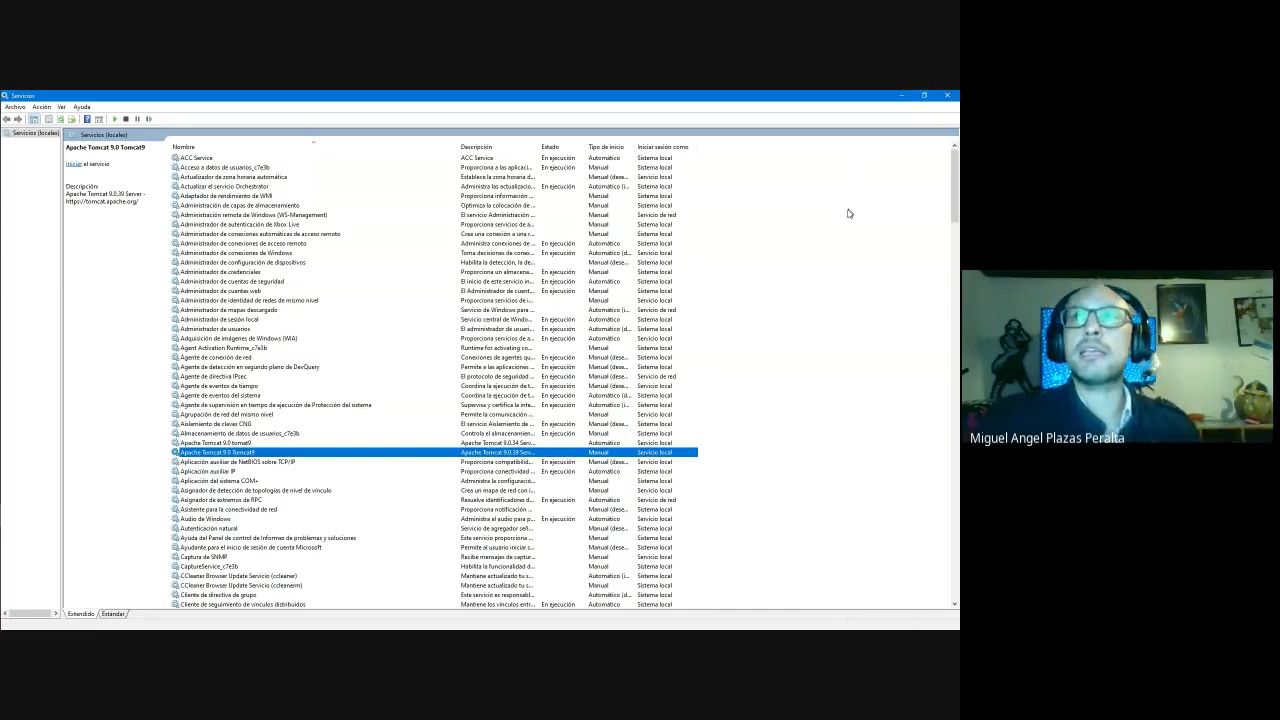 Servicios
Archivo Acción Ver Ayuda
Servicios (locales)
Servicios (locales)
Apache Tomcat 9.0 Tomcat9
Iniciar el servicio
Descripción:
Apache Tomcat 9.0.39 Server -
https://tomcat.apache.org/
Nombre Descripción Estado Tipo de inicio Iniciar sesión como
ACC Service ACC Service En ejecución Automático Sistema local
Acceso a datos de usuarios_c7e3b Proporciona a las aplicaci... En ejecución Manual Sistema local
Actualizador de zona horaria automática Establece la zona horaria d... Manual (dese... Sistema local
Actualizar el servicio Orchestrator Administra las actualizacio... En ejecución Automático (i... Sistema local
Adaptador de rendimiento de WMI Proporciona información ... Manual Sistema local
Administración de capas de almacenamiento Optimiza la colocación de... Manual Sistema local
Administración remota de Windows (WS-Management) El servicio Administración ... Manual Servicio de red
Administrador de autenticación de Xbox Live Proporciona servicios de a... Manual Sistema local
Administrador de conexiones automáticas de acceso remoto Crea una conexión a una r... Manual Sistema local
Administrador de conexiones de acceso remoto Administra conexiones de ... En ejecución Automático Sistema local
Administrador de conexiones de Windows Toma decisiones de conex... En ejecución Automático (d... Servicio local
Administrador de configuración de dispositivos Habilita la detección, la de... Manual (dese... Sistema local
Administrador de credenciales Proporciona un almacena... En ejecución Manual Sistema local
Administrador de cuentas de seguridad El inicio de este servicio in... En ejecución Automático Sistema local
Administrador de cuentas web El Administrador de cuent... En ejecución Manual Sistema local
Administrador de identidad de redes de mismo nivel Proporciona servicios de i... Manual Servicio local
Administrador de mapas descargado Servicio de Windows para ... Automático (i... Servicio de red
Administrador de sesión local Servicio central de Windo... En ejecución Automático Sistema local
Administrador de usuarios El administrador de usuari... En ejecución Automático (d... Sistema local
Adquisición de imágenes de Windows (WIA) Proporciona servicios de a... En ejecución Automático Servicio local
Agent Activation Runtime_c7e3b Runtime for activating co... Manual Sistema local
Agente de conexión de red Conexiones de agentes qu... En ejecución Manual (dese... Sistema local
Agente de detección en segundo plano de DevQuery Permite a las aplicaciones ... En ejecución Manual (dese... Sistema local
Agente de directiva IPsec El protocolo de seguridad ... En ejecución Manual (dese... Servicio de red
Agente de eventos de tiempo Coordina la ejecución de t... En ejecución Manual (dese... Servicio local
Agente de eventos del sistema Coordina la ejecución de t... En ejecución Automático (d... Sistema local
Agente de supervisión en tiempo de ejecución de Protección del sistema Supervisa y certifica la inte... En ejecución Automático (d... Sistema local
Agrupación de red del mismo nivel Permite la comunicación ... Manual Servicio local
Aislamiento de claves CNG El servicio Aislamiento de ... En ejecución Manual (dese... Sistema local
Almacenamiento de datos de usuarios_c7e3b Controla el almacenamien... En ejecución Manual Sistema local
Apache Tomcat 9.0 tomcat9 Apache Tomcat 9.0.34 Serv... Automático Servicio local
Apache Tomcat 9.0 Tomcat9 Apache Tomcat 9.0.39 Serv... Manual Servicio local
Aplicación auxiliar de NetBIOS sobre TCP/IP Proporciona compatibilid... En ejecución Manual (dese... Servicio local
Aplicación auxiliar IP Proporciona conectividad ... En ejecución Automático Sistema local
Aplicación del sistema COM+ Administra la configuració... Manual Sistema local
Asignador de detección de topologías de nivel de vínculo Crea un mapa de red con i... Manual Servicio local
Asignador de extremos de RPC Resuelve identificadores d... En ejecución Automático Servicio de red
Asistente para la conectividad de red Proporciona notificación ... Manual (dese... Sistema local
Audio de Windows Administra el audio para p... En ejecución Automático Servicio local
Autenticación natural Servicio de agregador señ... Manual (dese... Sistema local
Ayuda del Panel de control de Informes de problemas y soluciones Este servicio proporciona ... Manual Sistema local
Ayudante para el inicio de sesión de cuenta Microsoft Permite al usuario iniciar s... Manual (dese... Sistema local
Captura de SNMP Recibe mensajes de captur... Manual Servicio local
CaptureService_c7e3b Habilita la funcionalidad d... Manual Sistema local
CCleaner Browser Update Servicio (ccleaner) Mantiene actualizado tu s... Automático (i... Sistema local
CCleaner Browser Update Servicio (ccleanerm) Mantiene actualizado tu s... Manual Sistema local
Cliente de directiva de grupo Este servicio es responsabl... Automático (d... Sistema local
Cliente de seguimiento de vínculos distribuidos Mantiene los vínculos entr... En ejecución Automático Sistema local
Extendido Estándar
Miguel Angel Plazas Peralta